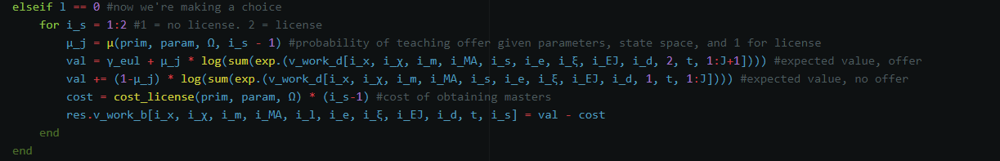 elseif l == 0 #now we're making a choice
    for i_s = 1:2 #1 = no license. 2 = license
        μ_j = μ(prim, param, Ω, i_s - 1) #probability of teaching offer given parameters, state space, and 1 for license
        val = γ_eul + μ_j * log(sum(exp.(v_work_d[i_x, i_χ, i_m, i_MA, i_s, i_e, i_ξ, i_EJ, i_d, 2, t, 1:J+1]))) #expected value, offer
        val += (1-μ_j) * log(sum(exp.(v_work_d[i_x, i_χ, i_m, i_MA, i_s, i_e, i_ξ, i_EJ, i_d, 1, t, 1:J]))) #expected value, no offer
        cost = cost_license(prim, param, Ω) * (i_s-1) #cost of obtaining masters
        res.v_work_b[i_x, i_χ, i_m, i_MA, i_l, i_e, i_ξ, i_EJ, i_d, t, i_s] = val - cost
    end
end